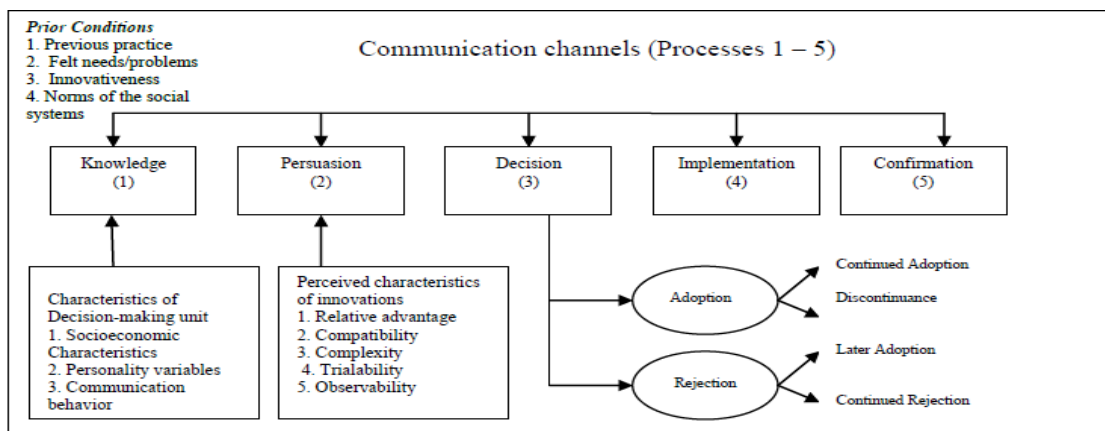 Prior Conditions
1. Previous practice
2. Felt needs/problems
3. Innovativeness
4. Norms of the social
systems
Communication channels (Processes 1 – 5)
Knowledge
(1)
Persuasion
(2)
Decision
(3)
Implementation
(4)
Confirmation
(5)
Characteristics of
Decision-making unit
1. Socioeconomic
Characteristics
2. Personality variables
3. Communication
behavior
Perceived characteristics
of innovations
1. Relative advantage
2. Compatibility
3. Complexity
4. Trialability
5. Observability
Adoption
Continued Adoption
Discontinuance
Rejection
Later Adoption
Continued Rejection